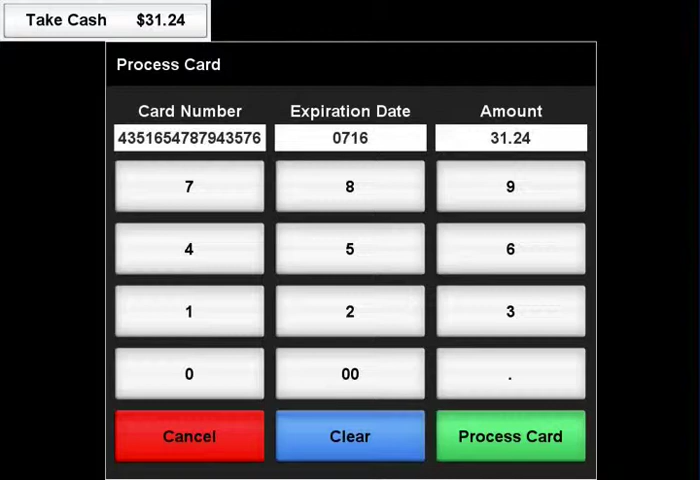 Take Cash $31.24
Process Card
Card Number Expiration Date Amount
4351654787943576 0716 31.24
7 8 9
4 5 6
1 2 3
0 00 .
Cancel Clear Process Card